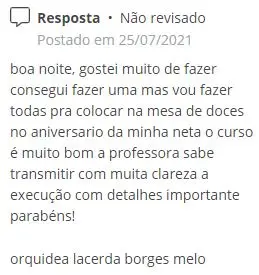 Resposta • Não revisado
Postado em 25/07/2021
boa noite, gostei muito de fazer
consegui fazer uma mas vou fazer
todas pra colocar na mesa de doces
no aniversario da minha neta o curso
é muito bom a professora sabe
transmitir com muita clareza a
execução com detalhes importante
parabéns!
orquidea lacerda borges melo